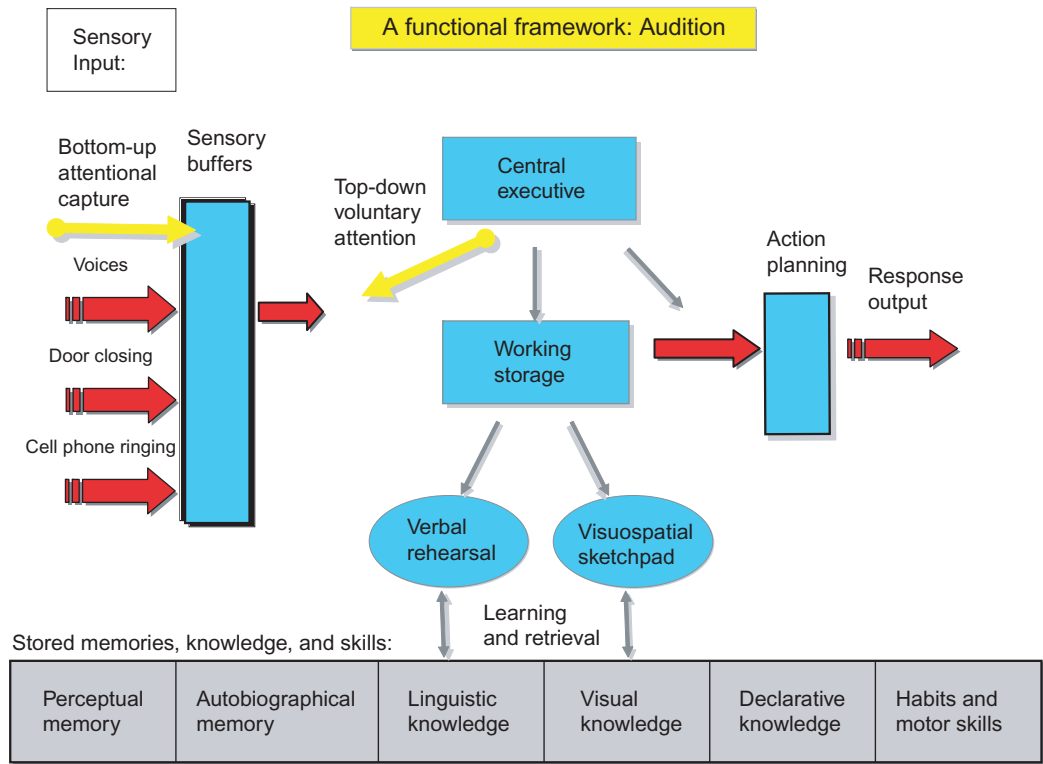 Sensory
Input:
A functional framework: Audition
Bottom-up
attentional
capture
Sensory
buffers
Voices
Door closing
Cell phone ringing
Top-down
voluntary
attention
Central
executive
Working
storage
Action
planning
Response
output
Verbal
rehearsal
Visuospatial
sketchpad
Learning
and retrieval
Stored memories, knowledge, and skills:
Perceptual
memory
Autobiographical
memory
Linguistic
knowledge
Visual
knowledge
Declarative
knowledge
Habits and
motor skills